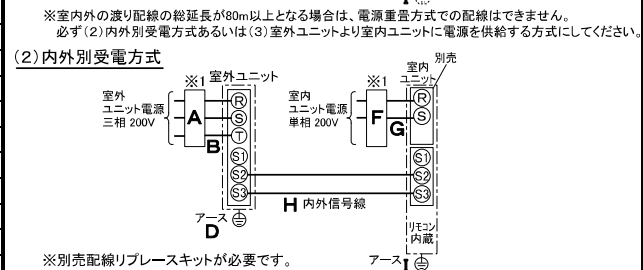 ※室内外の渡り配線の総延長が80m以上となる場合は、電源重畳方式での配線はできません。
必ず(2)内外別受電方式あるいは(3)室外ユニットより室内ユニットに電源を供給する方式にしてください。
(2)内外別受電方式
別売
※1 室外ユニット
※1 室内ユニット
室外
ユニット電源
三相 200V
A
B
R
S
T
S1
S2
S3
室内
ユニット電源
単相 200V
F
G
R
S
S1
S2
S3
H 内外信号線
アース
D
リモコン
内蔵
※別売配線リプレースキットが必要です。
アース I